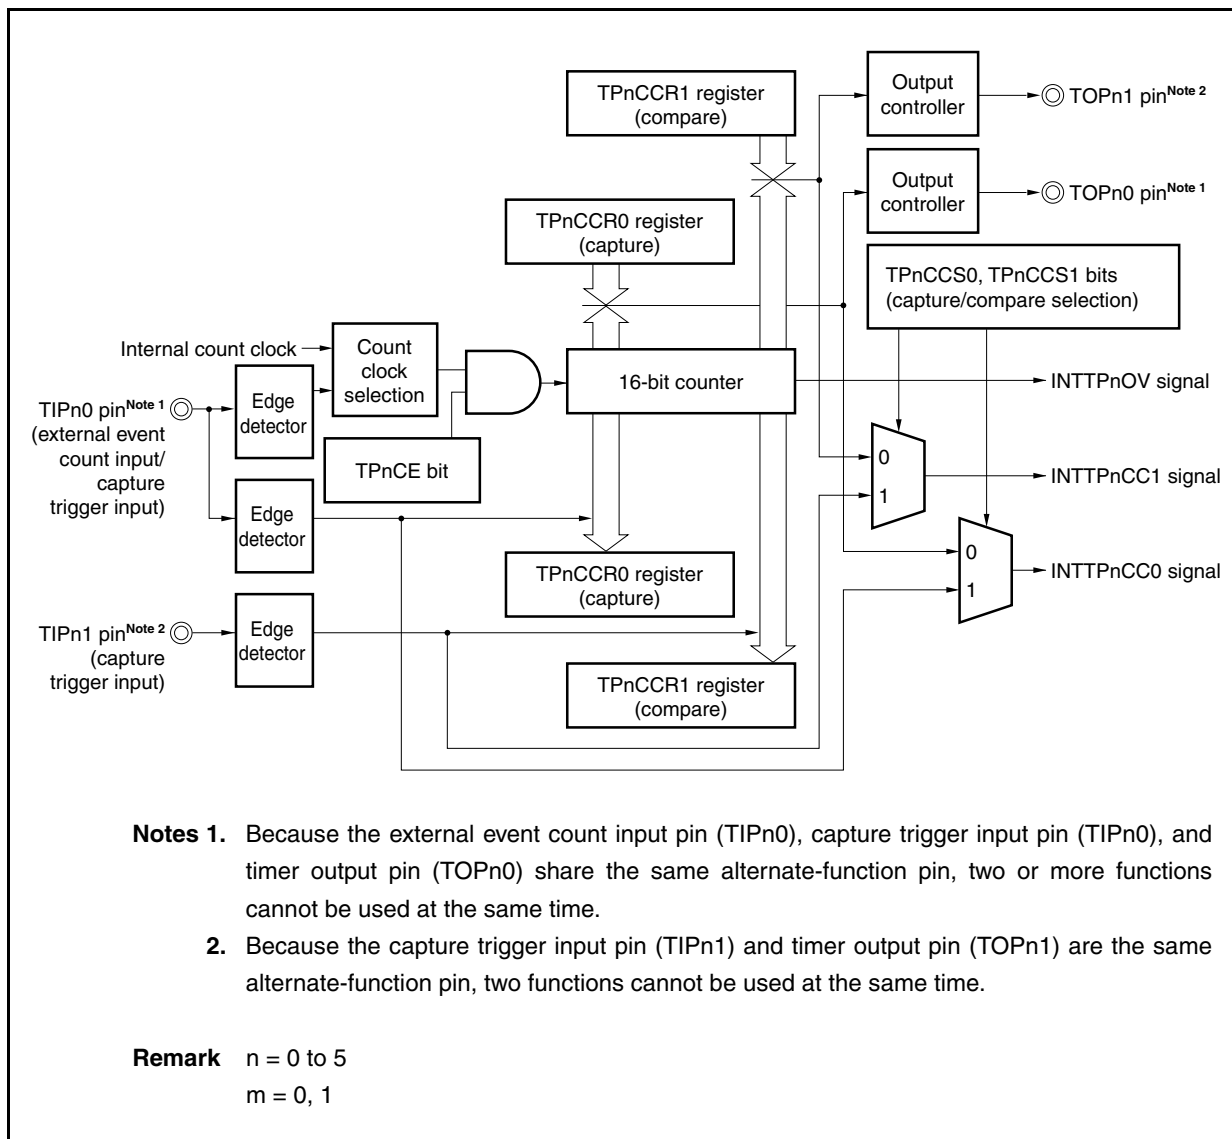 TPnCCR1 register
(compare)
Output
controller
TOPn1 pinNote 2
Output
controller
TOPn0 pinNote 1
TPnCCR0 register
(capture)
TPnCCS0, TPnCCS1 bits
(capture/compare selection)
Internal count clock
Count
clock
selection
16-bit counter
INTTPnOV signal
TIPn0 pinNote 1
(external event
count input/
capture
trigger input)
Edge
detector
TPnCE bit
0
1
INTTPnCC1 signal
Edge
detector
TPnCCR0 register
(capture)
0
1
INTTPnCC0 signal
TIPn1 pinNote 2
(capture
trigger input)
Edge
detector
TPnCCR1 register
(compare)
Notes 1. Because the external event count input pin (TIPn0), capture trigger input pin (TIPn0), and
timer output pin (TOPn0) share the same alternate-function pin, two or more functions
cannot be used at the same time.
2. Because the capture trigger input pin (TIPn1) and timer output pin (TOPn1) are the same
alternate-function pin, two functions cannot be used at the same time.
Remark n = 0 to 5
m = 0, 1